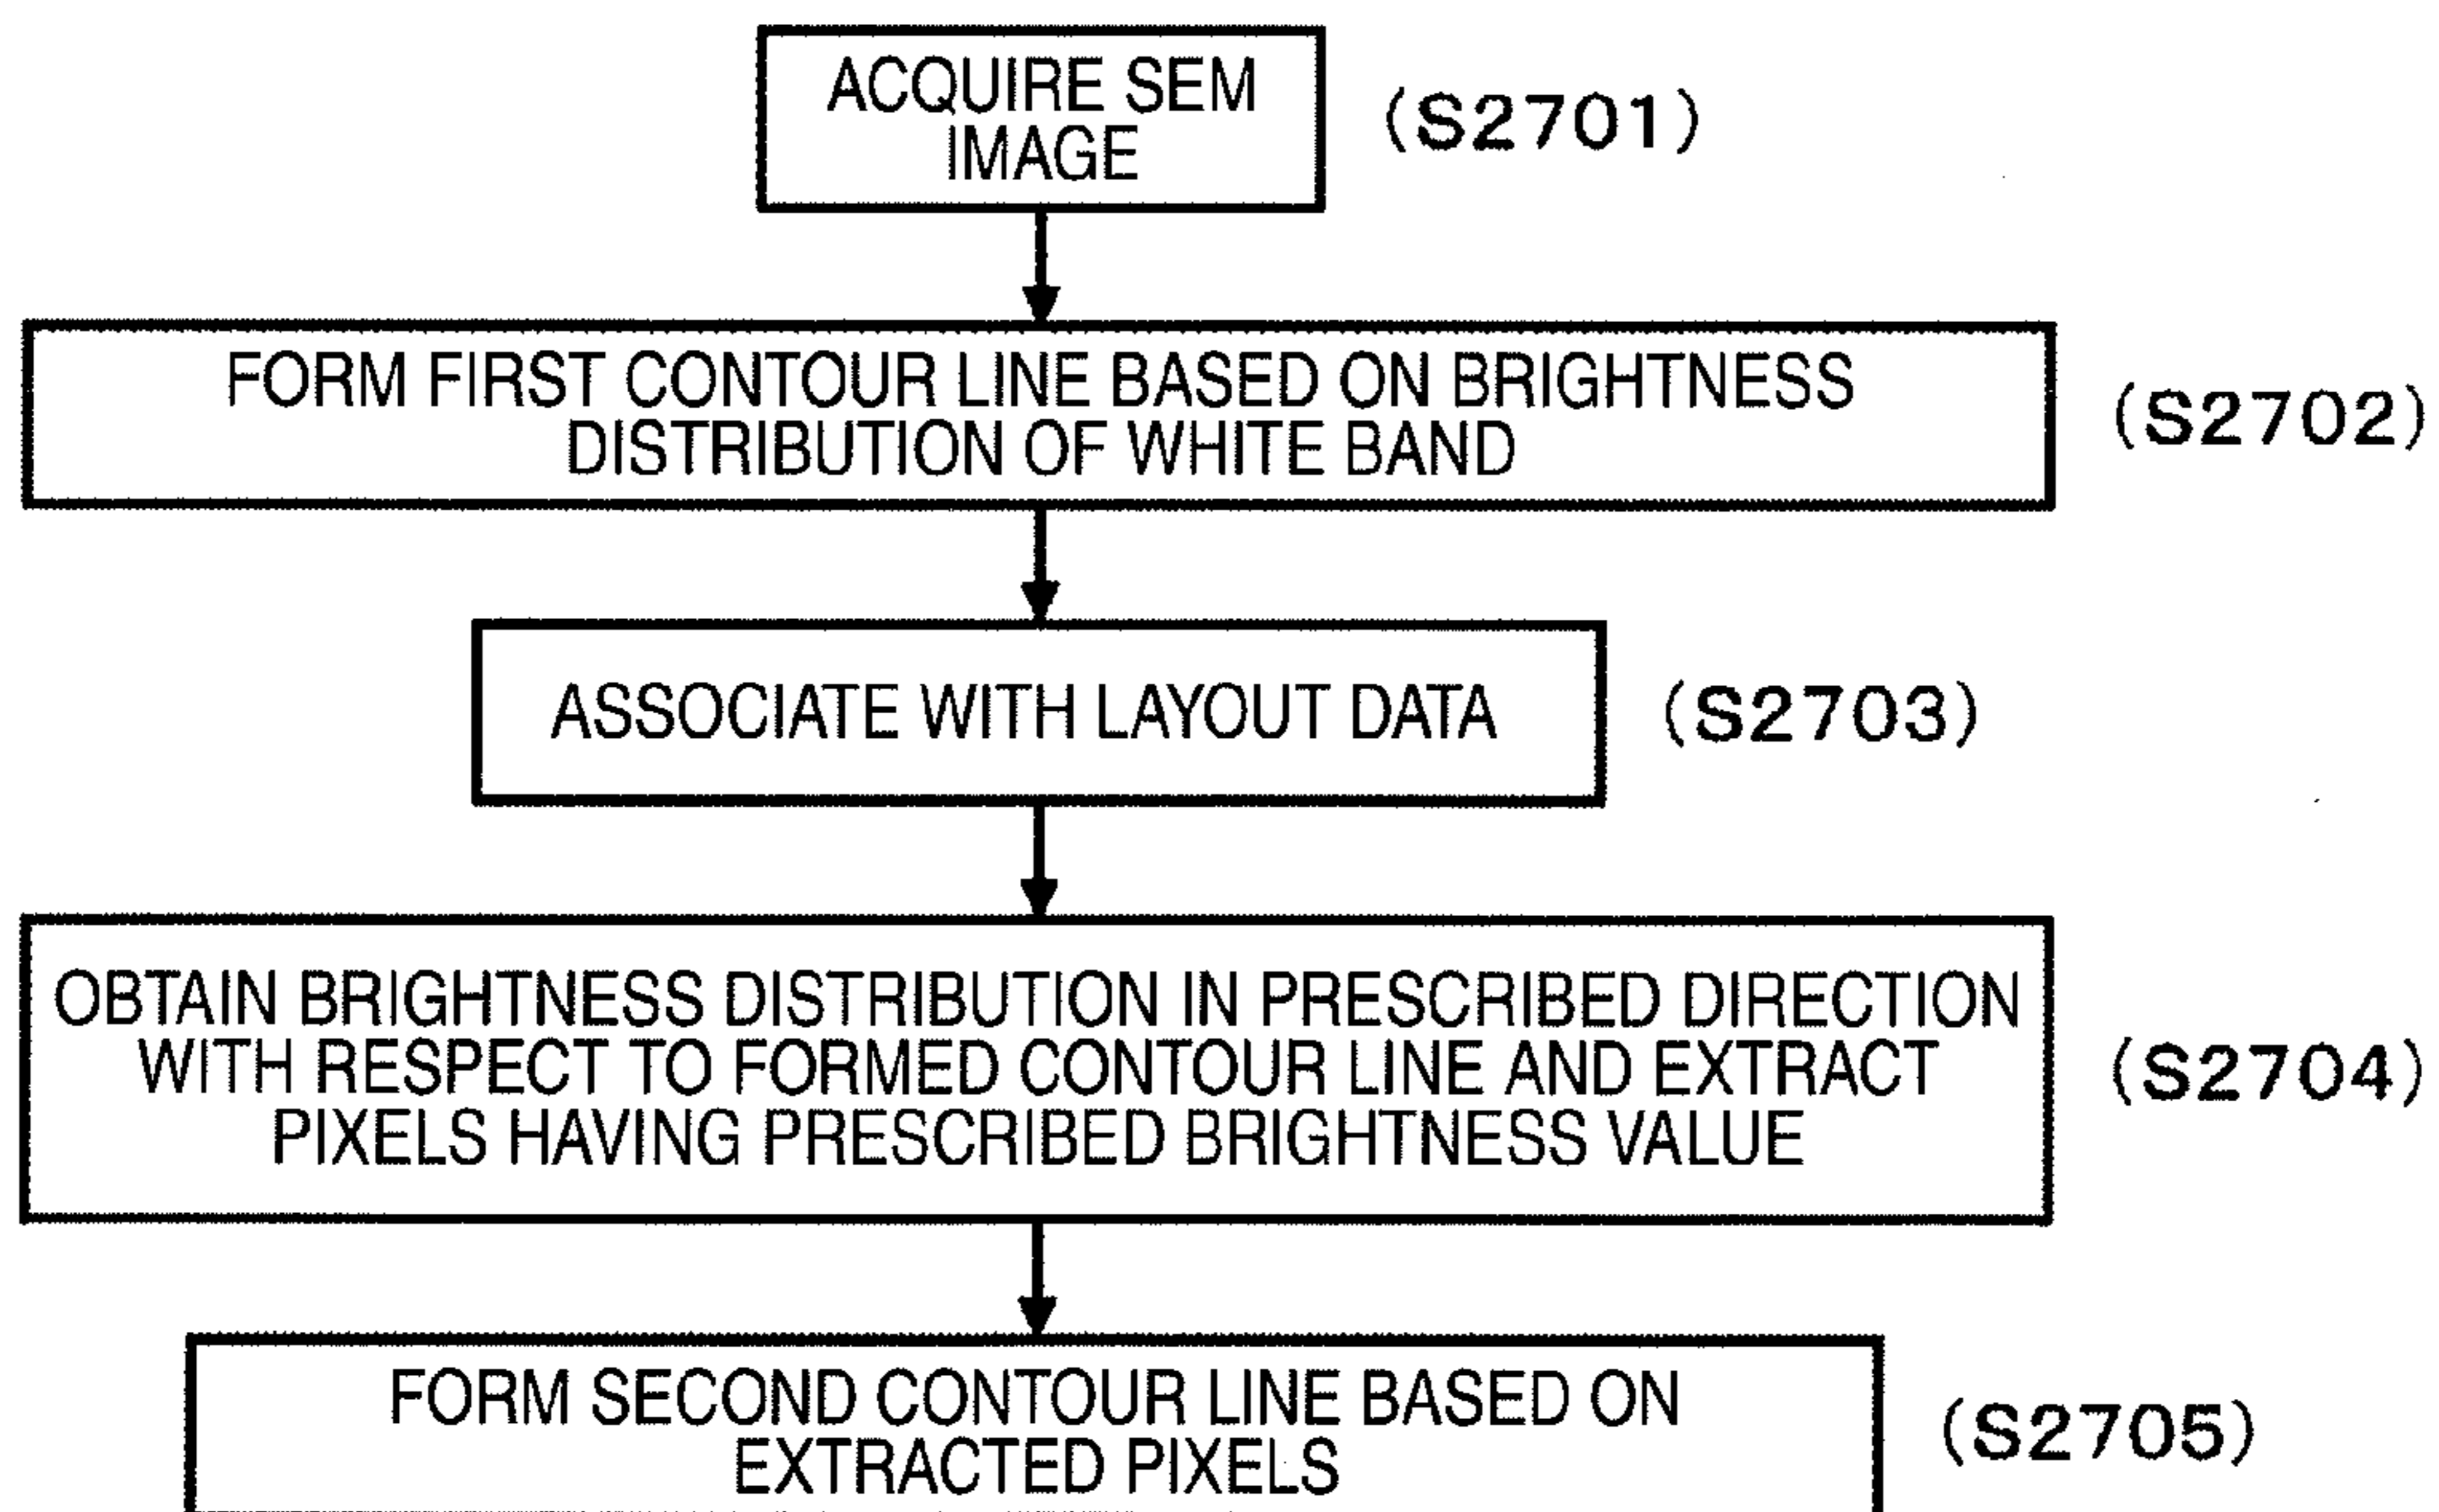 ACQUIRE SEM
IMAGE
(S2701)
FORM FIRST CONTOUR LINE BASED ON BRIGHTNESS
DISTRIBUTION OF WHITE BAND
(S2702)
ASSOCIATE WITH LAYOUT DATA
(S2703)
OBTAIN BRIGHTNESS DISTRIBUTION IN PRESCRIBED DIRECTION
WITH RESPECT TO FORMED CONTOUR LINE AND EXTRACT
PIXELS HAVING PRESCRIBED BRIGHTNESS VALUE
(S2704)
FORM SECOND CONTOUR LINE BASED ON
EXTRACTED PIXELS
(S2705)